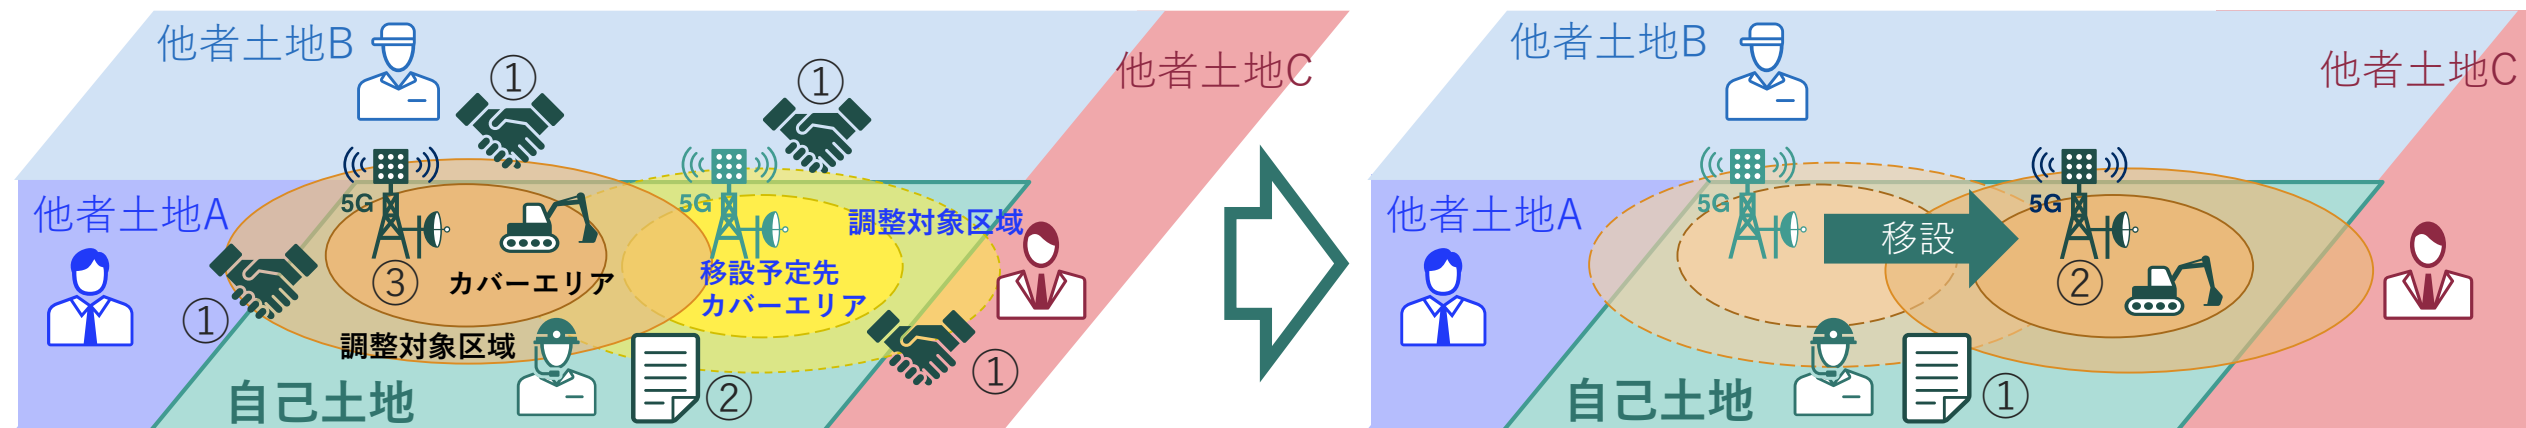 他者土地B
①
①
他者土地C
他者土地A
5G
5G
調整対象区域
③
カバーエリア
移設予定先
カバーエリア
①
調整対象区域
①
自己土地
②
他者土地B
他者土地C
他者土地A
5G
5G
移設
②
自己土地
①